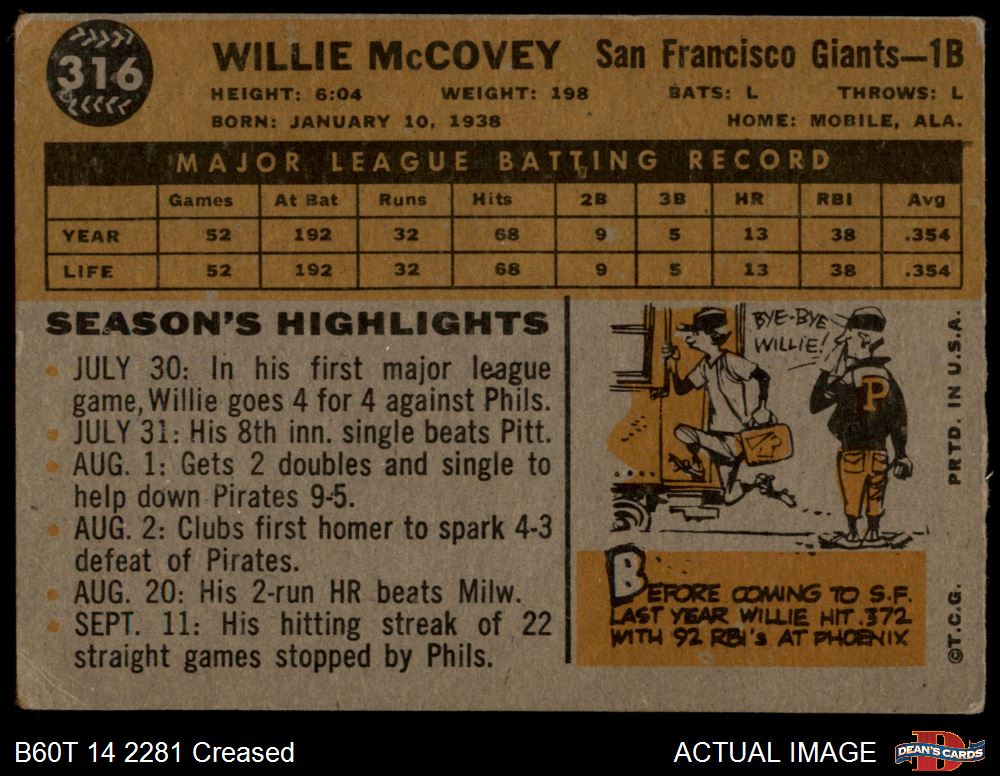 316
WILLIE McCOVEY San Francisco Giants—1B
HEIGHT: 6:04 WEIGHT: 198 BATS: L THROWS: L
BORN: JANUARY 10, 1938 HOME: MOBILE, ALA.
MAJOR LEAGUE BATTING RECORD
Games At Bat Runs Hits 2B 3B HR RBI Avg
YEAR 52 192 32 68 9 5 13 38 .354
LIFE 52 192 32 68 9 5 13 38 .354
SEASON'S HIGHLIGHTS
• JULY 30: In his first major league
game, Willie goes 4 for 4 against Phils.
• JULY 31: His 8th inn. single beats Pitt.
• AUG. 1: Gets 2 doubles and single to
help down Pirates 9-5.
• AUG. 2: Clubs first homer to spark 4-3
defeat of Pirates.
• AUG. 20: His 2-run HR beats Milw.
• SEPT. 11: His hitting streak of 22
straight games stopped by Phils.
BYE-BYE
WILLIE!
P
P
BEFORE COMING TO S.F.
LAST YEAR WILLIE HIT .372
WITH 92 RBI's AT PHOENIX
©T.C.G. PRTD. IN U.S.A.
B60T 14 2281 Creased ACTUAL IMAGE
D
DEAN'S CARDS